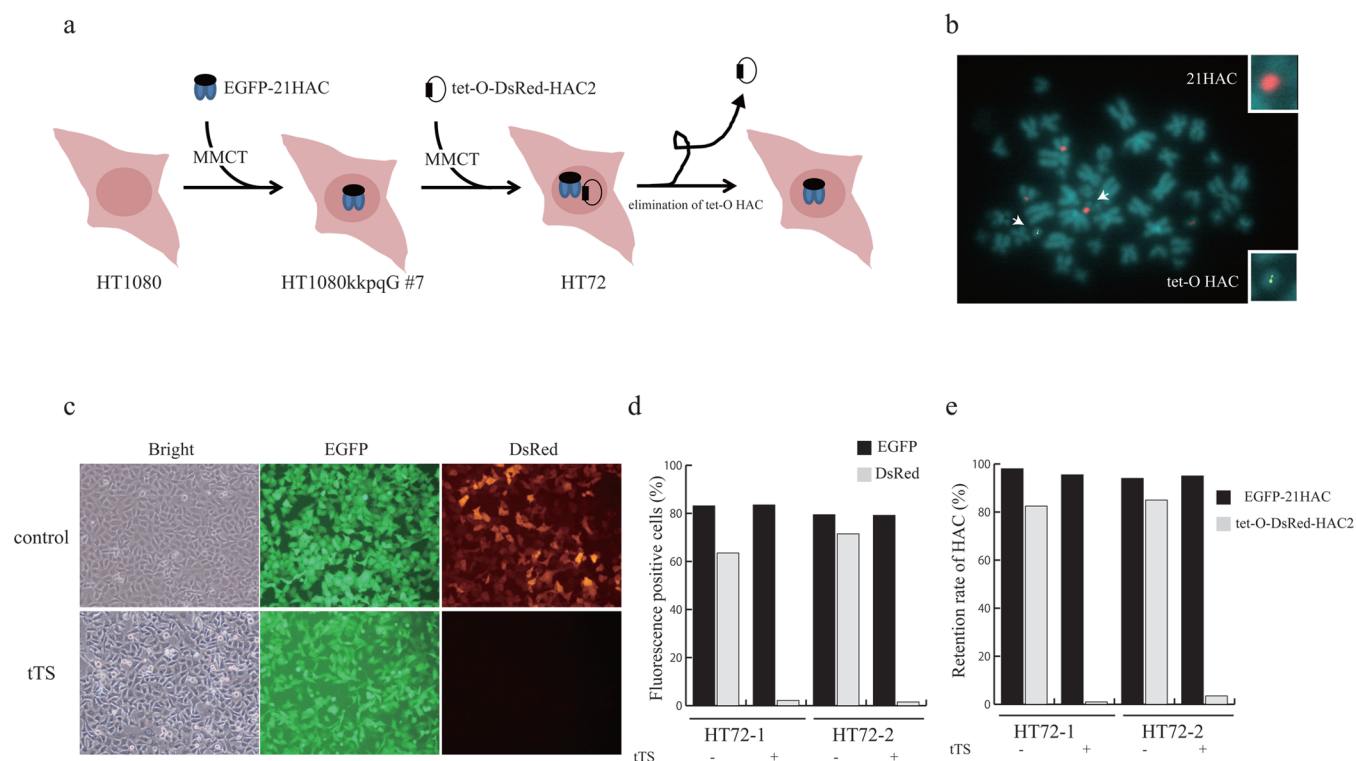 a
EGFP-21HAC
tet-O-DsRed-HAC2
MMCT
MMCT
elimination of tet-O HAC
HT1080
HT1080kkpqG #7
HT72
b
21HAC
tet-O HAC
c
Bright
EGFP
DsRed
control
tTS
d
EGFP
DsRed
Fluorescence positive cells (%)
100
80
60
40
20
0
HT72-1
HT72-2
tTS
-
+
-
+
e
EGFP-21HAC
tet-O-DsRed-HAC2
Retention rate of HAC (%)
100
80
60
40
20
0
HT72-1
HT72-2
tTS
-
+
-
+